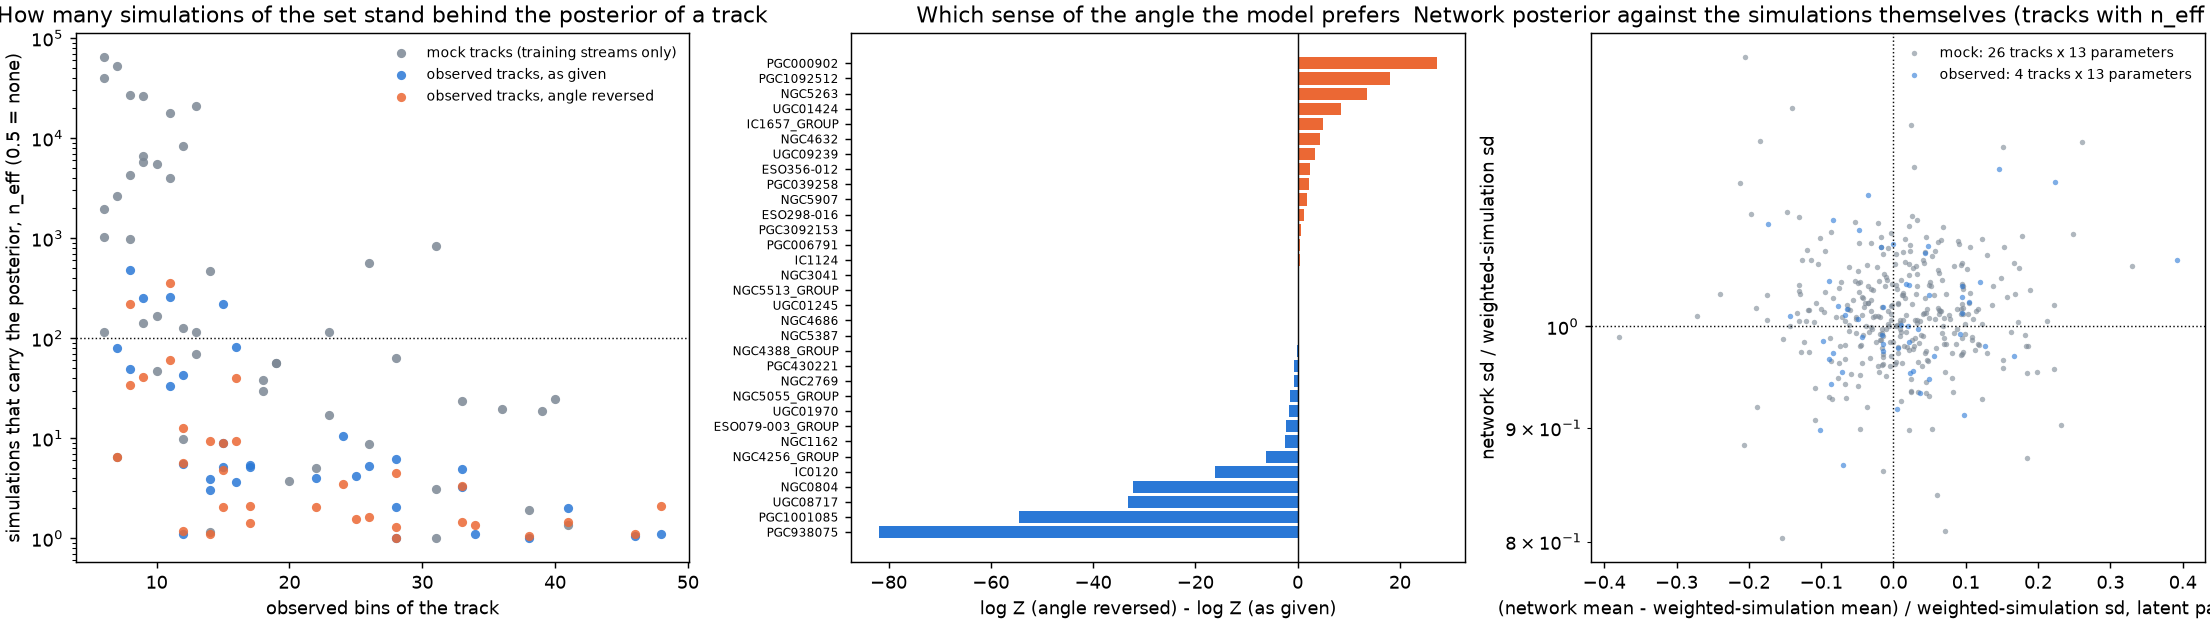 How many simulations of the set stand behind the posterior of a track
simulations that carry the posterior, n_eff (0.5 = none)
10^5
10^4
10^3
10^2
10^1
10^0
mock tracks (training streams only)
observed tracks, as given
observed tracks, angle reversed
10
20
30
40
50
observed bins of the track
Which sense of the angle the model prefers
PGC000902
PGC1092512
NGC5263
UGC01424
IC1657_GROUP
NGC4632
UGC09239
ESO356-012
PGC039258
NGC5907
ESO298-016
PGC3092153
PGC006791
IC1124
NGC3041
NGC5513_GROUP
UGC01245
NGC4686
NGC5387
NGC4388_GROUP
PGC430221
NGC2769
NGC5055_GROUP
UGC01970
ESO079-003_GROUP
NGC1162
NGC4256_GROUP
IC0120
NGC0804
UGC08717
PGC1001085
PGC938075
−80
−60
−40
−20
0
20
log Z (angle reversed) - log Z (as given)
Network posterior against the simulations themselves (tracks with n_eff
network sd / weighted-simulation sd
mock: 26 tracks x 13 parameters
observed: 4 tracks x 13 parameters
10^0
9 × 10^−1
8 × 10^−1
−0.4
−0.3
−0.2
−0.1
0.0
0.1
0.2
0.3
0.4
(network mean - weighted-simulation mean) / weighted-simulation sd, latent pa